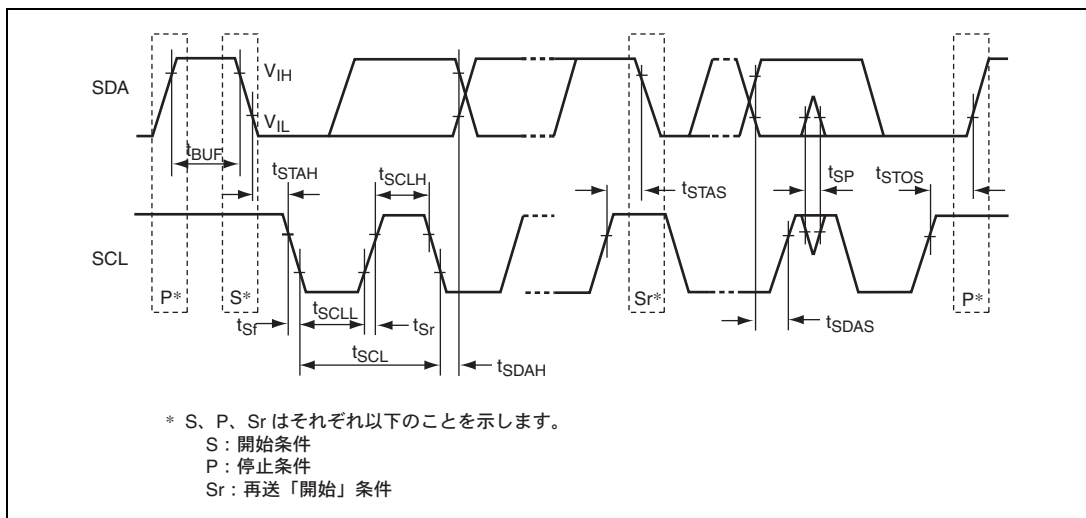 SDA
VIH
VIL
tBUF
tSTAH
tSCLH
tSTAS
tSP
tSTOS
SCL
P*
S*
Sr*
P*
tSf
tSCLL
tSr
tSCL
tSDAH
tSDAS
* S、P、Sr はそれぞれ以下のことを示します。
S：開始条件
P：停止条件
Sr：再送「開始」条件